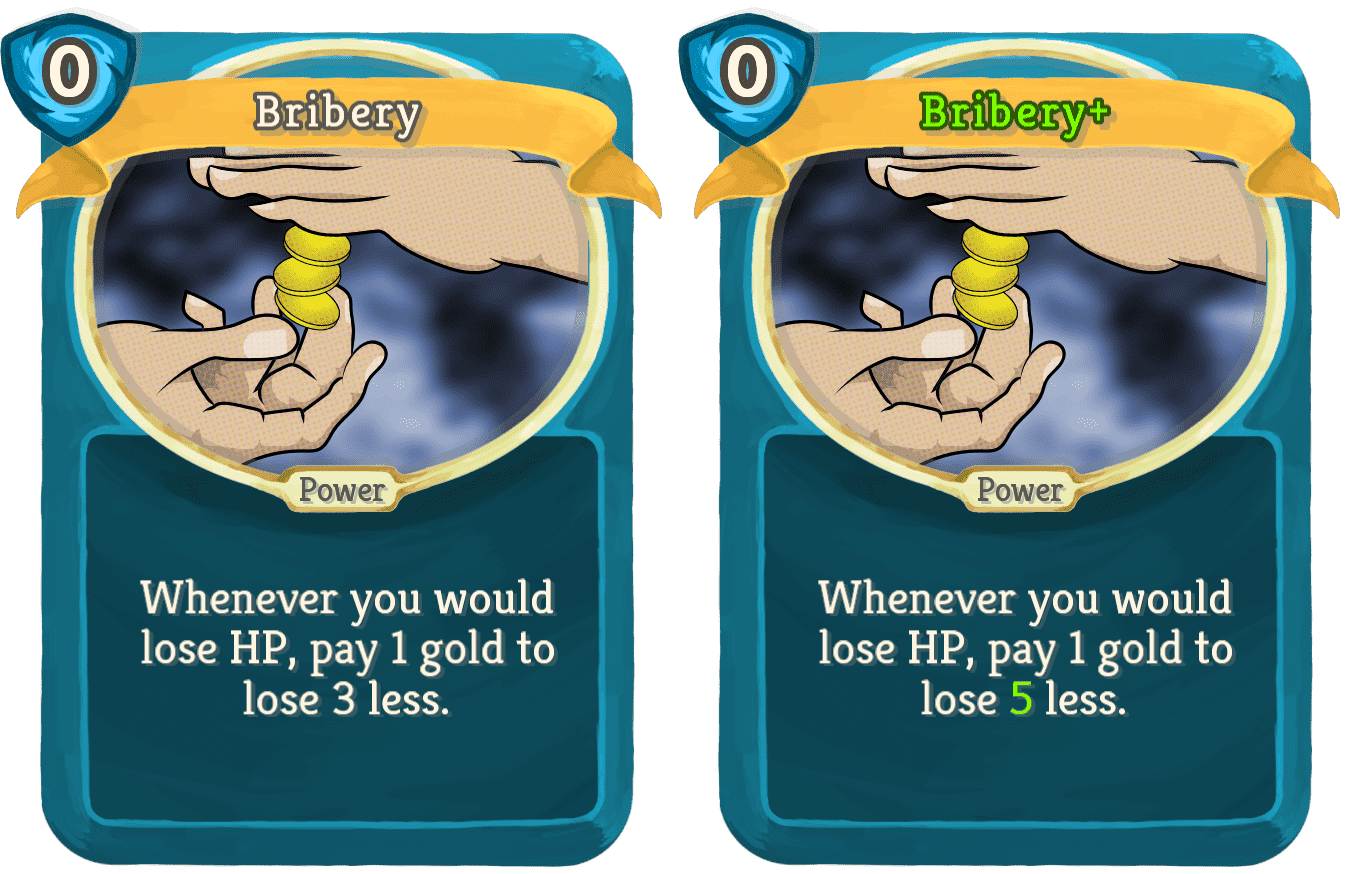 0
Bribery
Power
Whenever you would
lose HP, pay 1 gold to
lose 3 less.
0
Bribery+
Power
Whenever you would
lose HP, pay 1 gold to
lose 5 less.